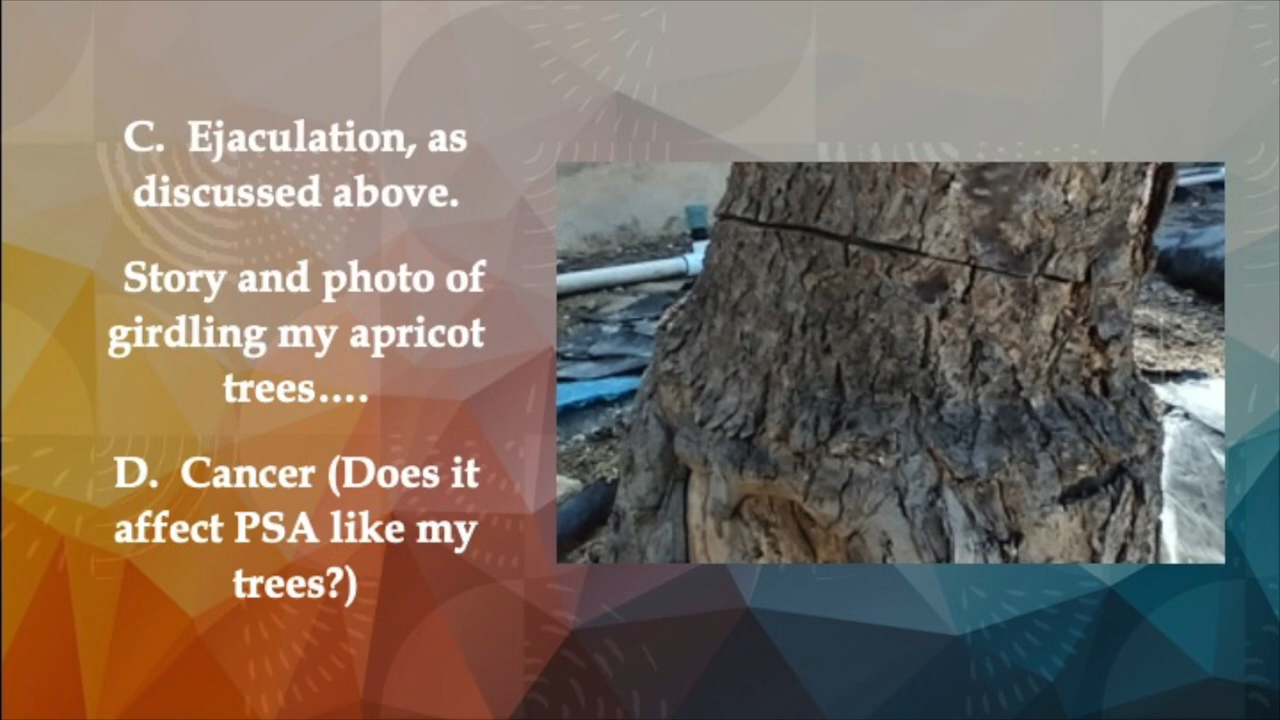 C. Ejaculation, as
discussed above.
Story and photo of
girdling my apricot
trees....
D. Cancer (Does it
affect PSA like my
trees?)